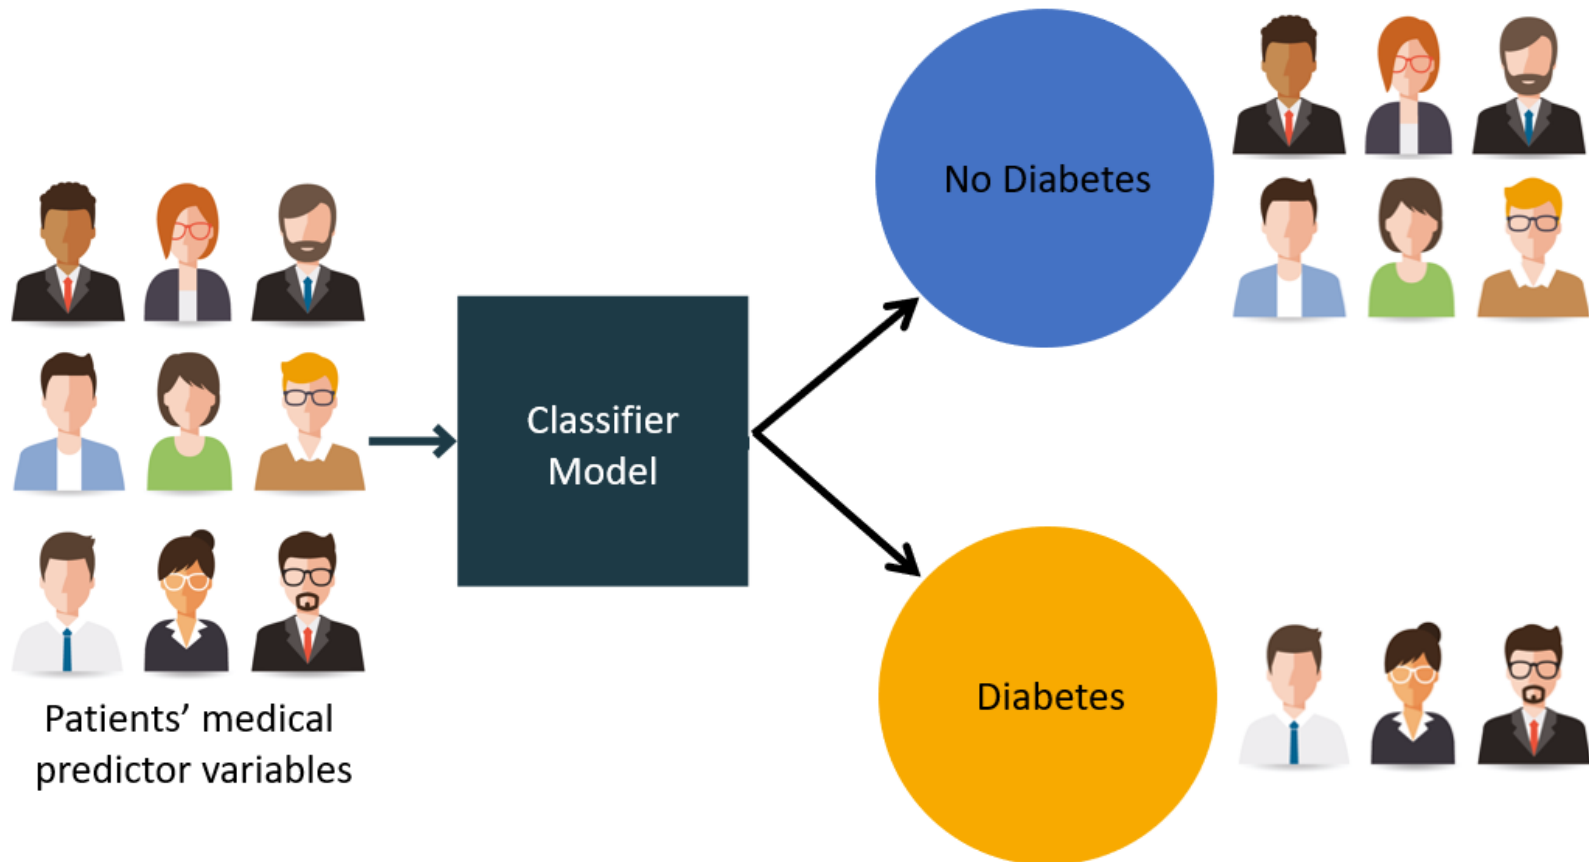 No Diabetes
Classifier
Model
Diabetes
Patients’ medical
predictor variables